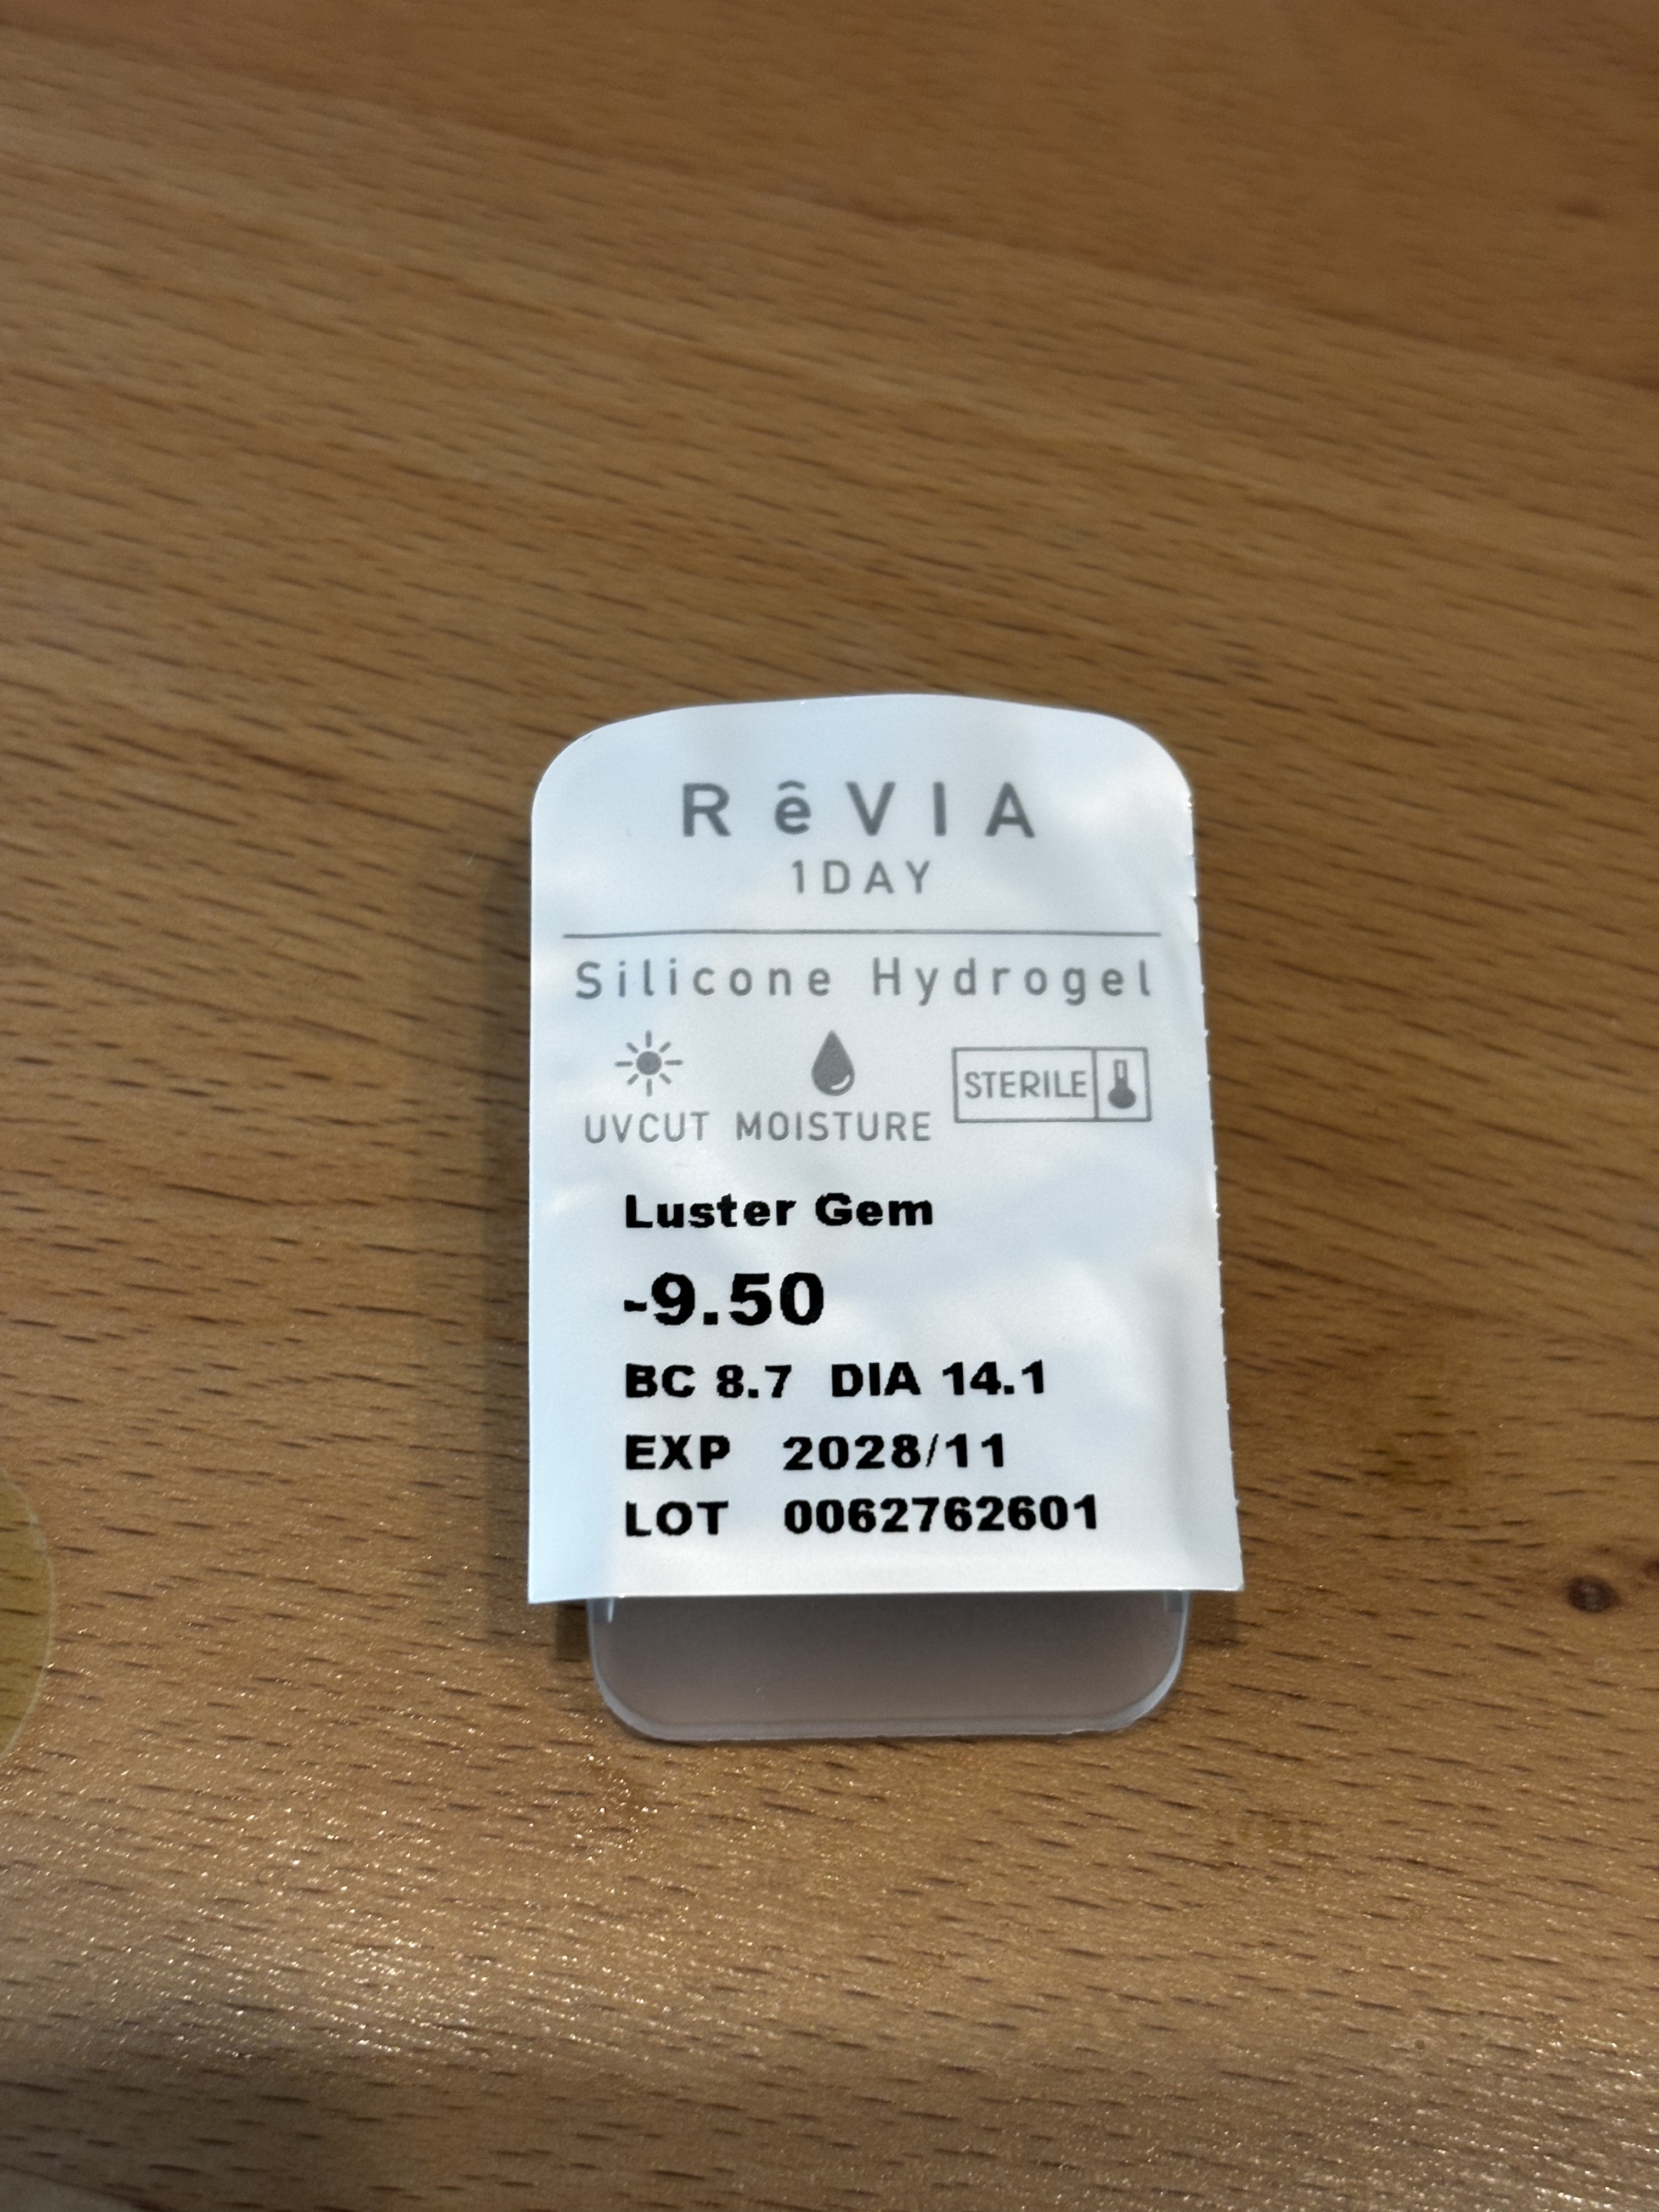 RêVIA
1DAY
Silicone Hydrogel
UVCUT MOISTURE STERILE
Luster Gem
-9.50
BC 8.7 DIA 14.1
EXP 2028/11
LOT 0062762601